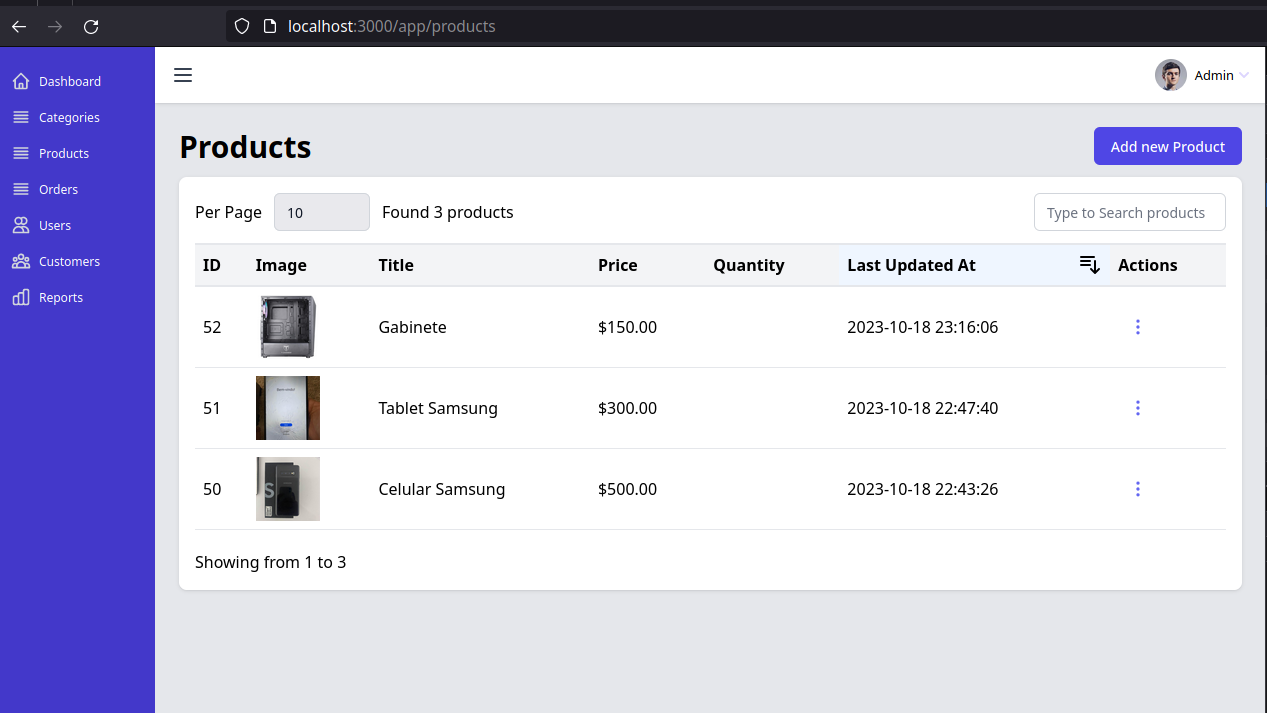 localhost:3000/app/products
Dashboard
Categories
Products
Orders
Users
Customers
Reports
Admin
Products
Add new Product
Per Page 10 Found 3 products Type to Search products
ID Image Title Price Quantity Last Updated At Actions
52 Gabinete $150.00 2023-10-18 23:16:06
51 Tablet Samsung $300.00 2023-10-18 22:47:40
50 Celular Samsung $500.00 2023-10-18 22:43:26
Showing from 1 to 3